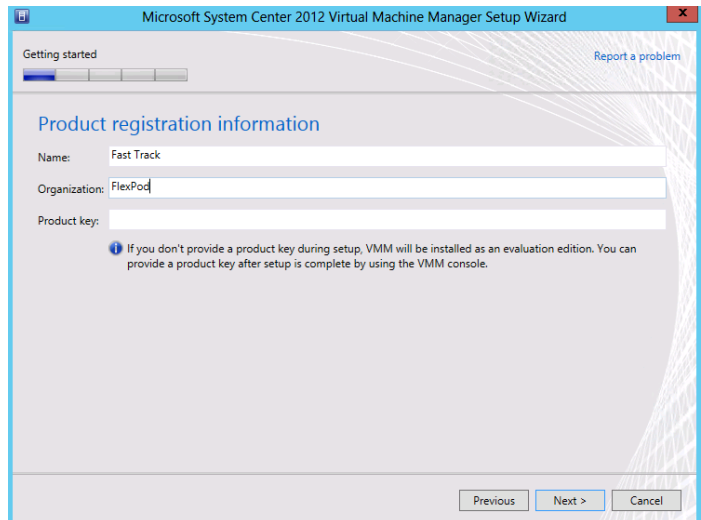 Microsoft System Center 2012 Virtual Machine Manager Setup Wizard
x
Getting started
Report a problem
Product registration information
Name: Fast Track
Organization: FlexPod
Product key:
If you don't provide a product key during setup, VMM will be installed as an evaluation edition. You can
provide a product key after setup is complete by using the VMM console.
Previous Next > Cancel